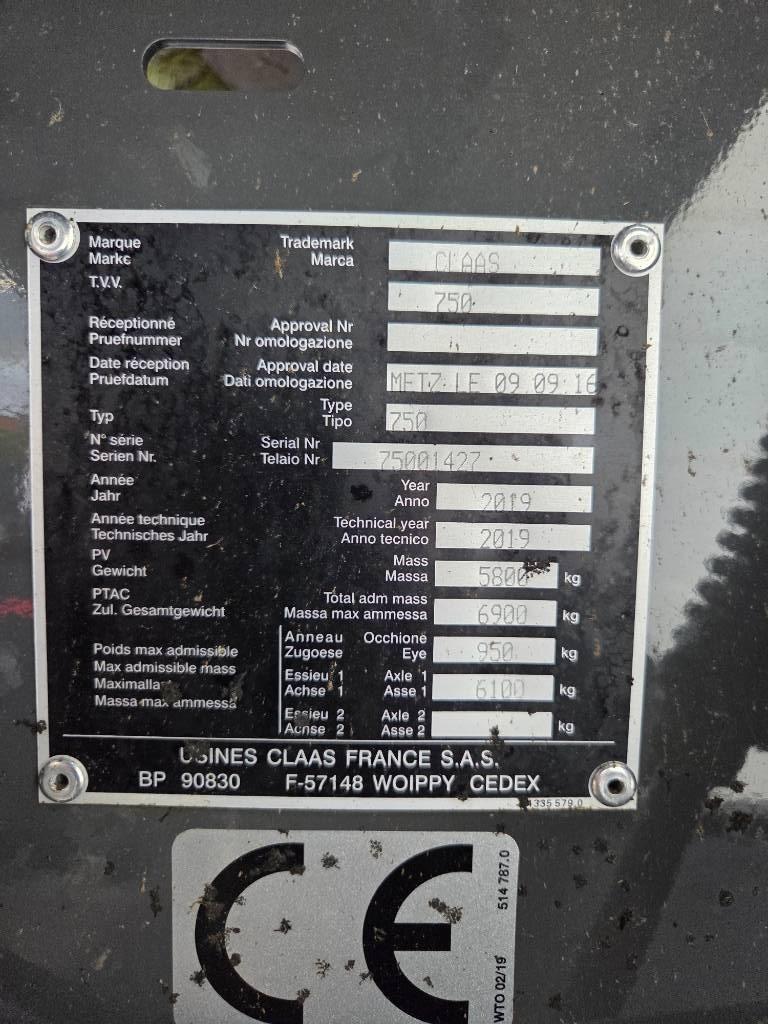 Marque Trademark
Marke Marca CLAAS
T.V.V. 750
Réceptionné Approval Nr
Pruefnummer Nr omologazione
Date réception Approval date
Pruefdatum Dati omologazione METZ LE 09 09 16
Type
Typ Tipo 750
N° série Serial Nr
Serien Nr. Telaio Nr 75001427
Année Year
Jahr Anno 2019
Année technique Technical year
Technisches Jahr Anno tecnico 2019
PV Mass
Gewicht Massa 5800 kg
PTAC Total adm mass
Zul. Gesamtgewicht Massa max ammessa 6900 kg
Poids max admissible
Max admissible mass
Maximalla
Massa max ammessa
Anneau Occhione
Zugoese Eye 950 kg
Essieu 1 Axle 1
Achse 1 Asse 1 6100 kg
Essieu 2 Axle 2
Achse 2 Asse 2 kg
USINES CLAAS FRANCE S.A.S.
BP 90830 F-57148 WOIPPY CEDEX
1335 579.0
CE
514 787.0
WTO 02/19